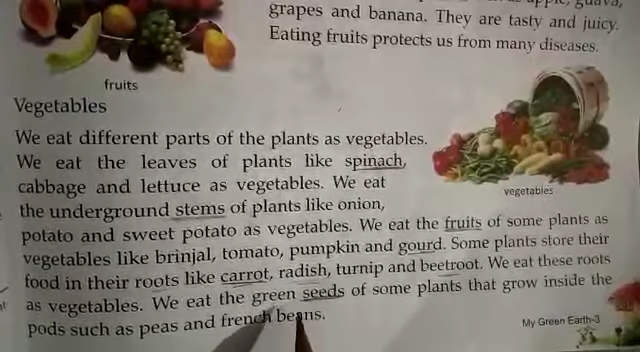 guava,
grapes and banana. They are tasty and juicy.
Eating fruits protects us from many diseases.
fruits
Vegetables
We eat different parts of the plants as vegetables.
We eat the leaves of plants like spinach,
cabbage and lettuce as vegetables. We eat
the underground stems of plants like onion,
vegetables
potato and sweet potato as vegetables. We eat the fruits of some plants as
vegetables like brinjal, tomato, pumpkin and gourd. Some plants store their
food in their roots like carrot, radish, turnip and beetroot. We eat these roots
as vegetables. We eat the green seeds of some plants that grow inside the
pods such as peas and french beans.
My Green Earth-3